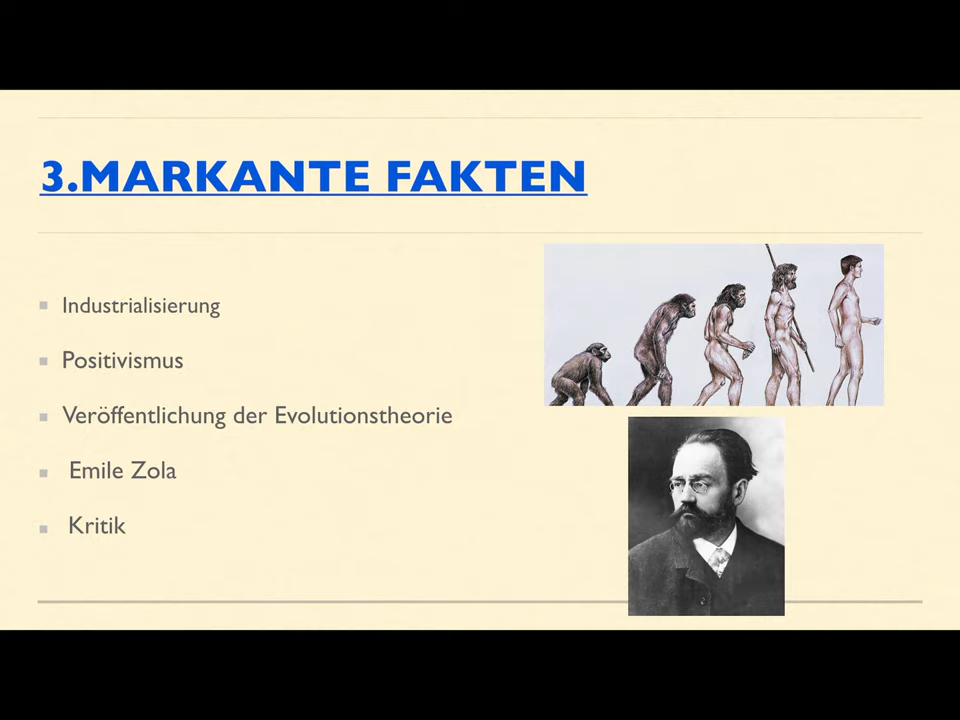 3.MARKANTE FAKTEN
Industrialisierung
Positivismus
Veröffentlichung der Evolutionstheorie
Emile Zola
Kritik